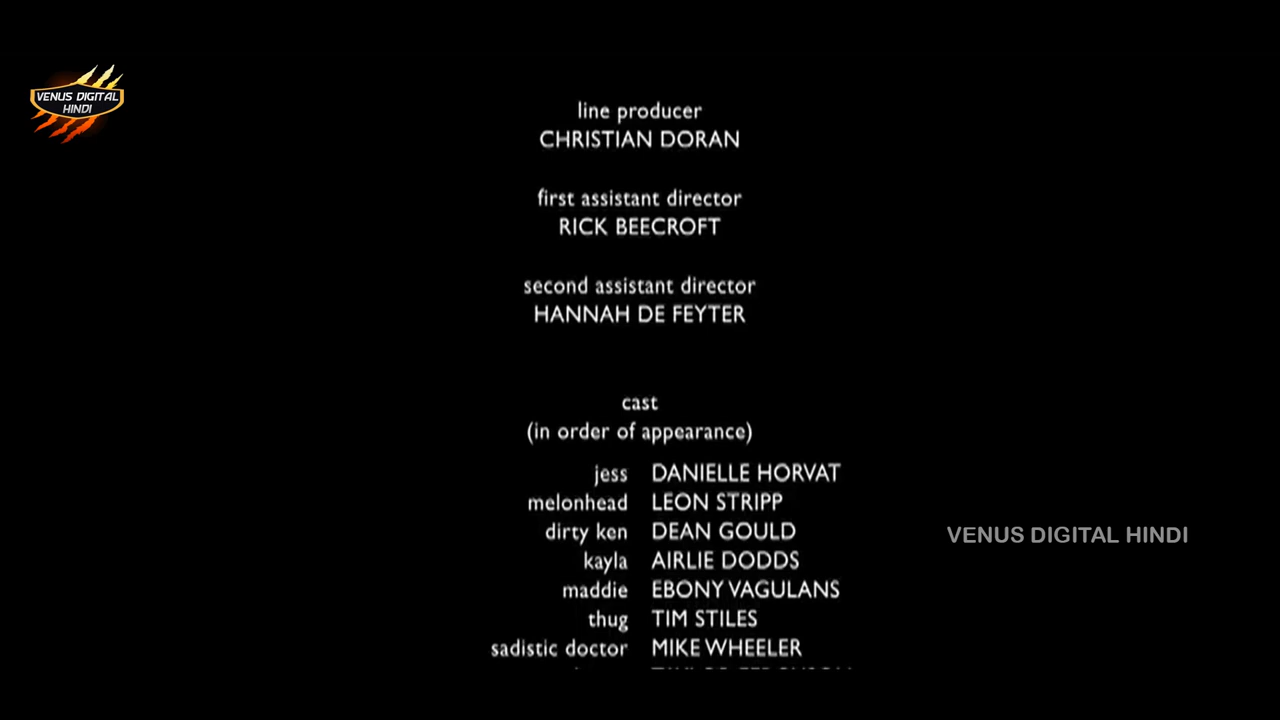 VENUS DIGITAL
HINDI
line producer
CHRISTIAN DORAN
first assistant director
RICK BEECROFT
second assistant director
HANNAH DE FEYTER
cast
(in order of appearance)
jess DANIELLE HORVAT
melonhead LEON STRIPP
dirty ken DEAN GOULD
kayla AIRLIE DODDS
maddie EBONY VAGULANS
VENUS DIGITAL HINDI
thug TIM STILES
sadistic doctor MIKE WHEELER